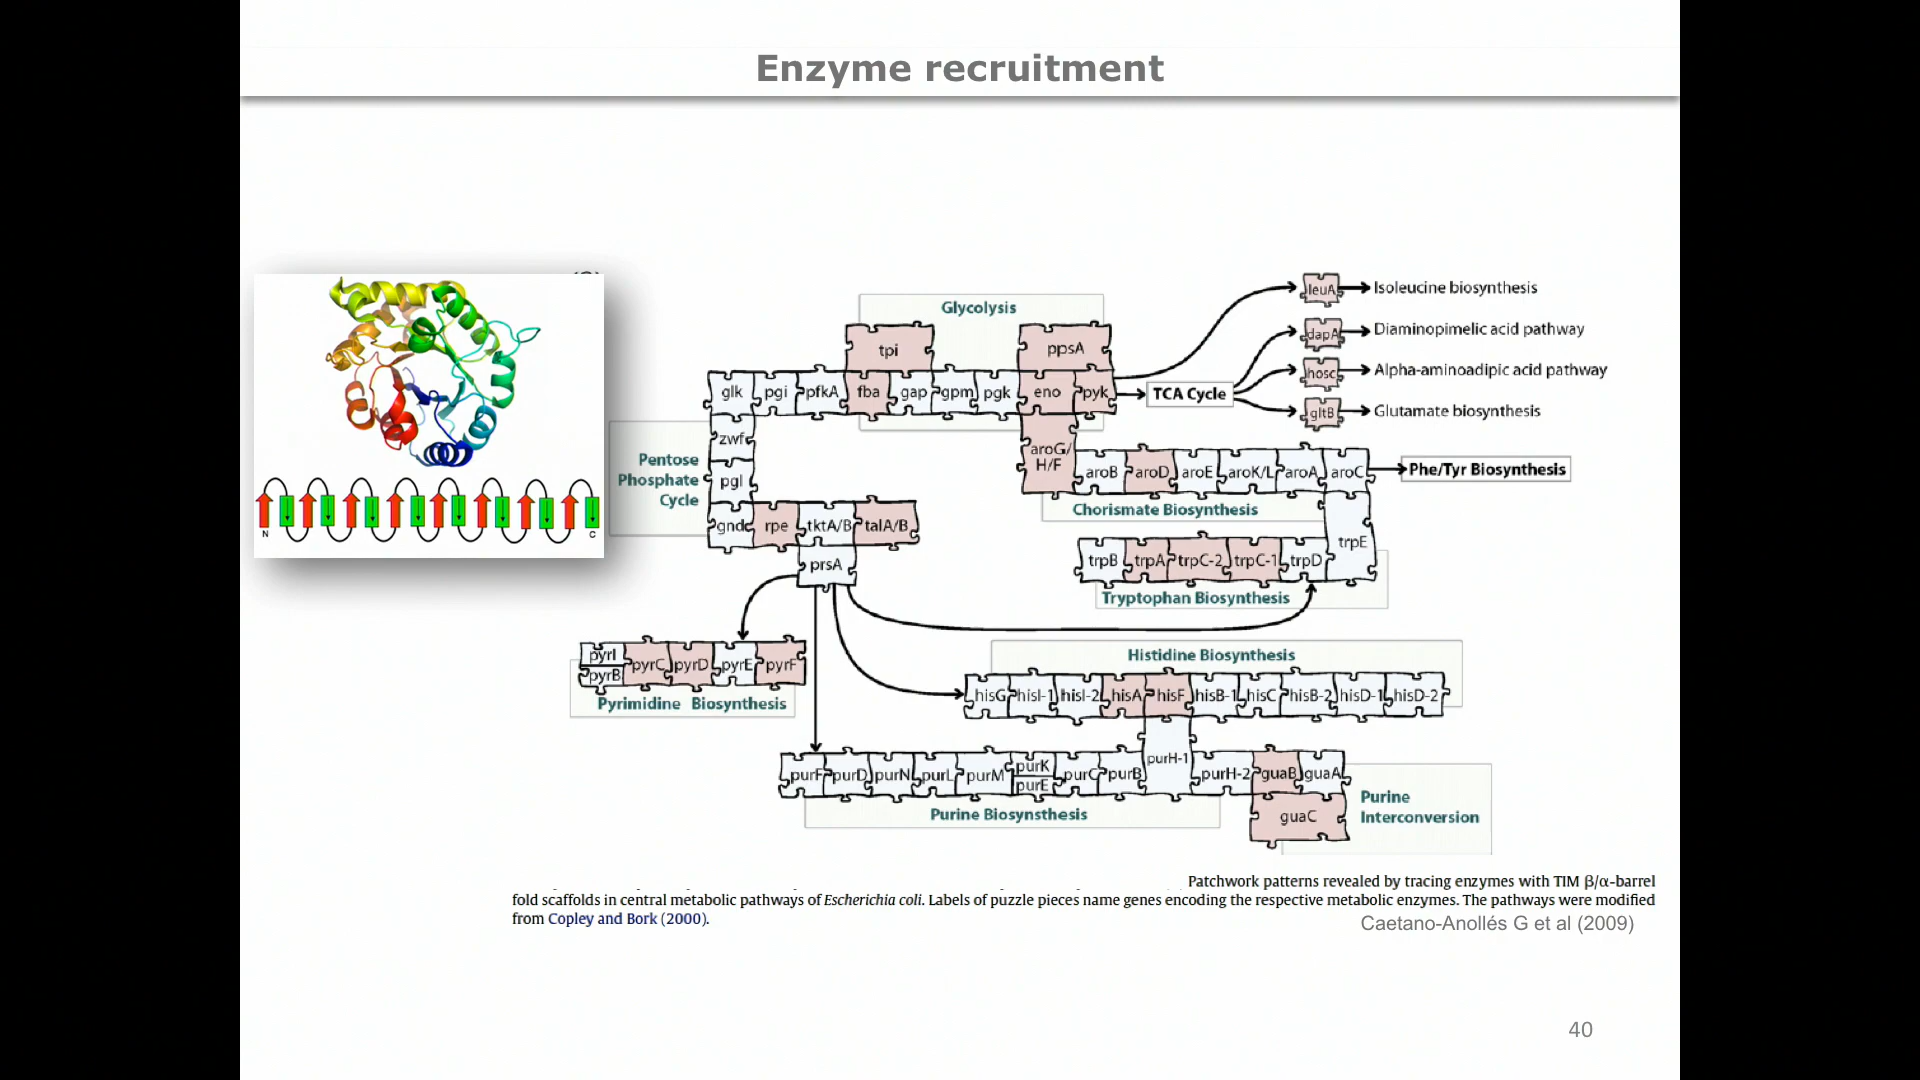 Enzyme recruitment
N
C
Glycolysis
tpi
ppsA
glk pgi pfkA fba gap gpm pgk eno pyk
TCA Cycle
leuA Isoleucine biosynthesis
dapA Diaminopimelic acid pathway
hosc Alpha-aminoadipic acid pathway
gltB Glutamate biosynthesis
zwf
pgl
Pentose
Phosphate
Cycle
gnd rpe tktA/B talA/B
prsA
aroG/
H/F
aroB aroD aroE aroK/L aroA aroC
Phe/Tyr Biosynthesis
Chorismate Biosynthesis
trpE
trpB trpA trpC-2 trpC-1 trpD
Tryptophan Biosynthesis
pyrI
pyrB
pyrC pyrD pyrE pyrF
Pyrimidine Biosynthesis
Histidine Biosynthesis
hisG hisI-1 hisI-2 hisA hisF hisB-1 hisC hisB-2 hisD-1 hisD-2
purH-1
purF purD purN purL purM
purK
purE
purC purB
purH-2 guaB guaA
guaC
Purine Biosynsthesis
Purine
Interconversion
Patchwork patterns revealed by tracing enzymes with TIM β/α-barrel
fold scaffolds in central metabolic pathways of Escherichia coli. Labels of puzzle pieces name genes encoding the respective metabolic enzymes. The pathways were modified
from Copley and Bork (2000).
Caetano-Anollés G et al (2009)
40